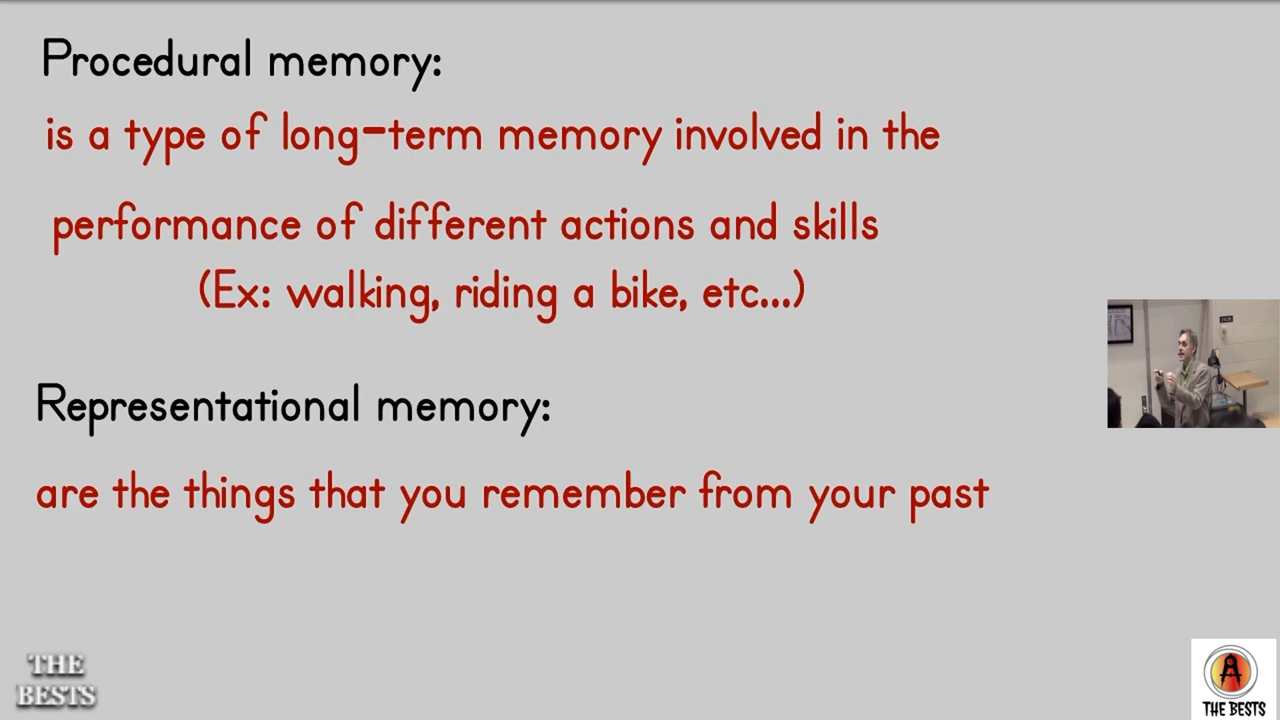 Procedural memory:
is a type of long-term memory involved in the
performance of different actions and skills
(Ex: walking, riding a bike, etc...)
Representational memory:
are the things that you remember from your past
THE
BESTS
THE BESTS